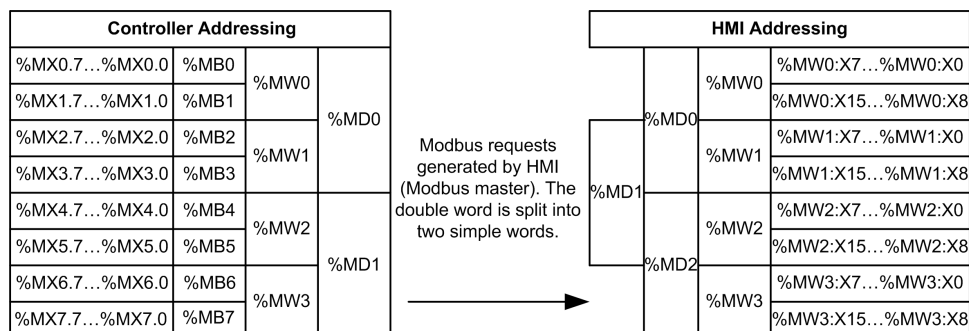 Controller Addressing
%MX0.7...%MX0.0 %MB0 %MW0 %MD0
%MX1.7...%MX1.0 %MB1
%MX2.7...%MX2.0 %MB2 %MW1
%MX3.7...%MX3.0 %MB3
%MX4.7...%MX4.0 %MB4 %MW2 %MD1
%MX5.7...%MX5.0 %MB5
%MX6.7...%MX6.0 %MB6 %MW3
%MX7.7...%MX7.0 %MB7
Modbus requests
generated by HMI
(Modbus master). The
double word is split into
two simple words.
HMI Addressing
%MD0 %MW0 %MW0:X7...%MW0:X0
%MW0:X15...%MW0:X8
%MD1 %MW1 %MW1:X7...%MW1:X0
%MW1:X15...%MW1:X8
%MD2 %MW2 %MW2:X7...%MW2:X0
%MW2:X15...%MW2:X8
%MW3 %MW3:X7...%MW3:X0
%MW3:X15...%MW3:X8